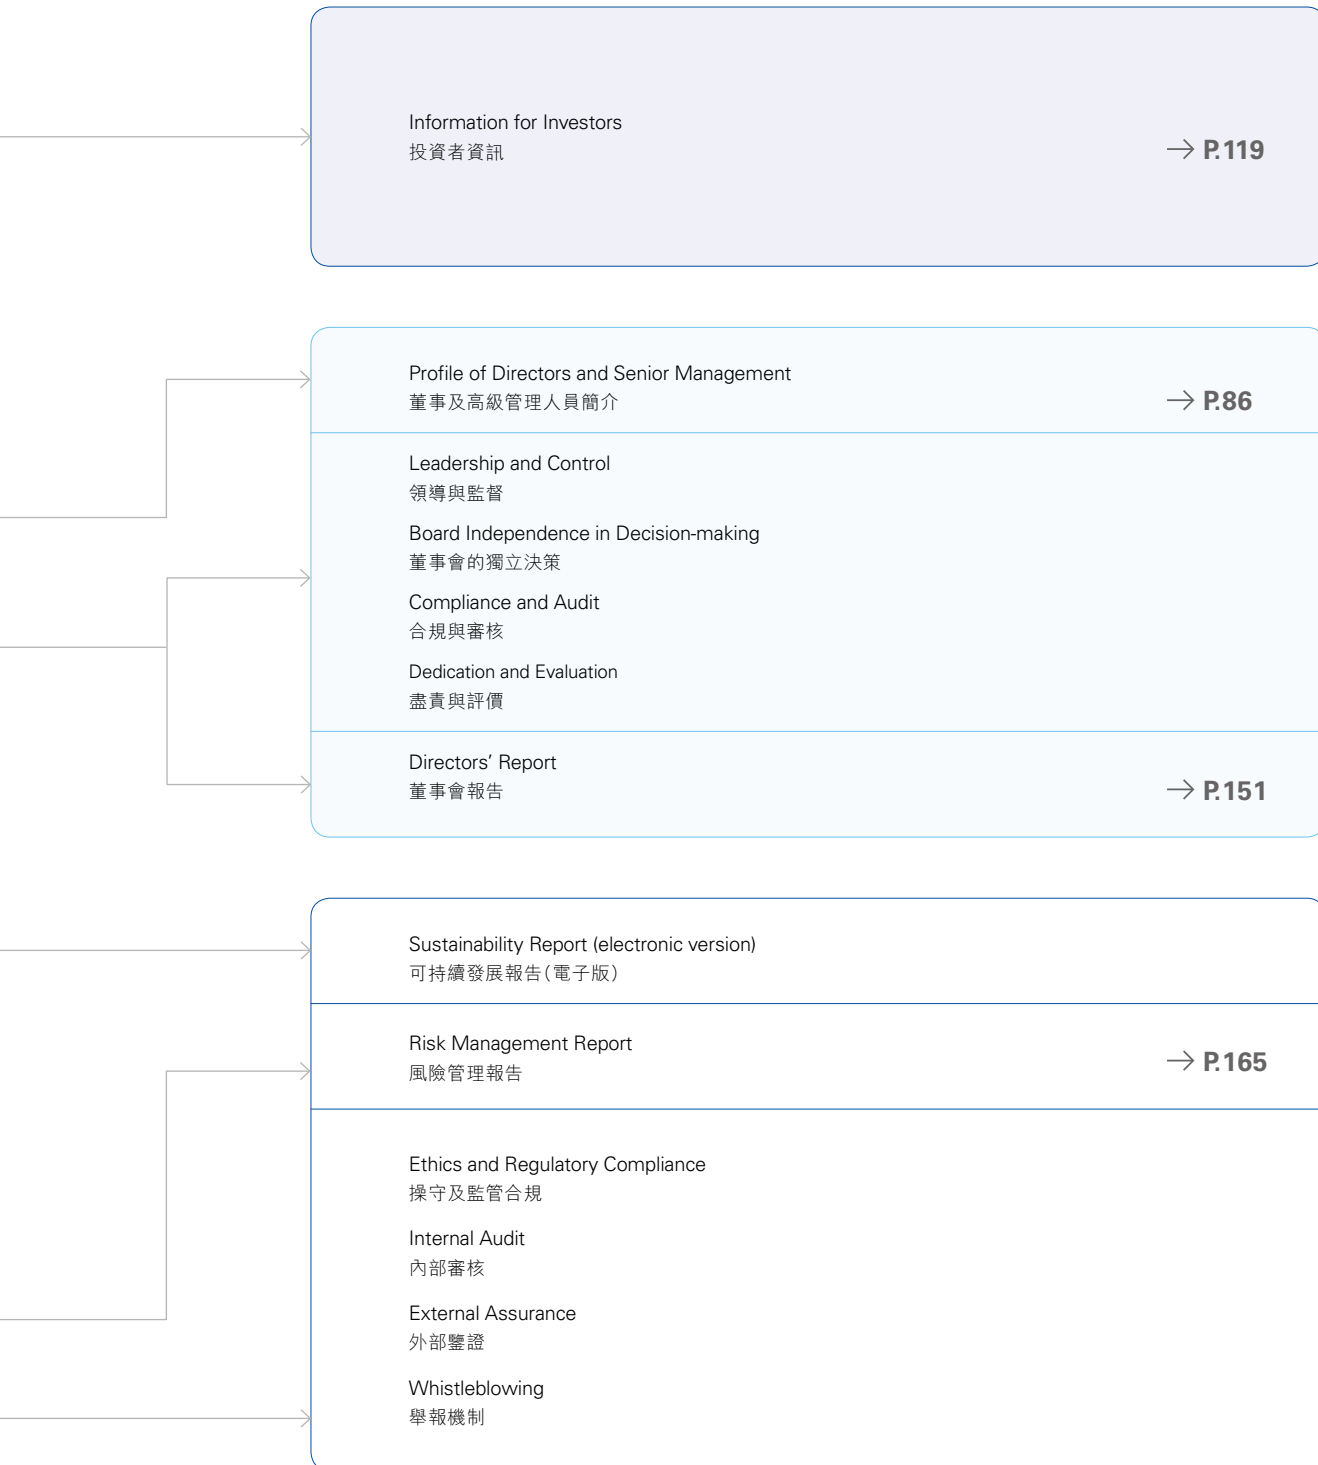 Information for Investors
投資者資訊
→ P.119
Profile of Directors and Senior Management
董事及高級管理人員簡介
→ P.86
Leadership and Control
領導與監督
Board Independence in Decision-making
董事會的獨立決策
Compliance and Audit
合規與審核
Dedication and Evaluation
盡責與評價
Directors’ Report
董事會報告
→ P.151
Sustainability Report (electronic version)
可持續發展報告(電子版)
Risk Management Report
風險管理報告
→ P.165
Ethics and Regulatory Compliance
操守及監管合規
Internal Audit
內部審核
External Assurance
外部鑒證
Whistleblowing
舉報機制